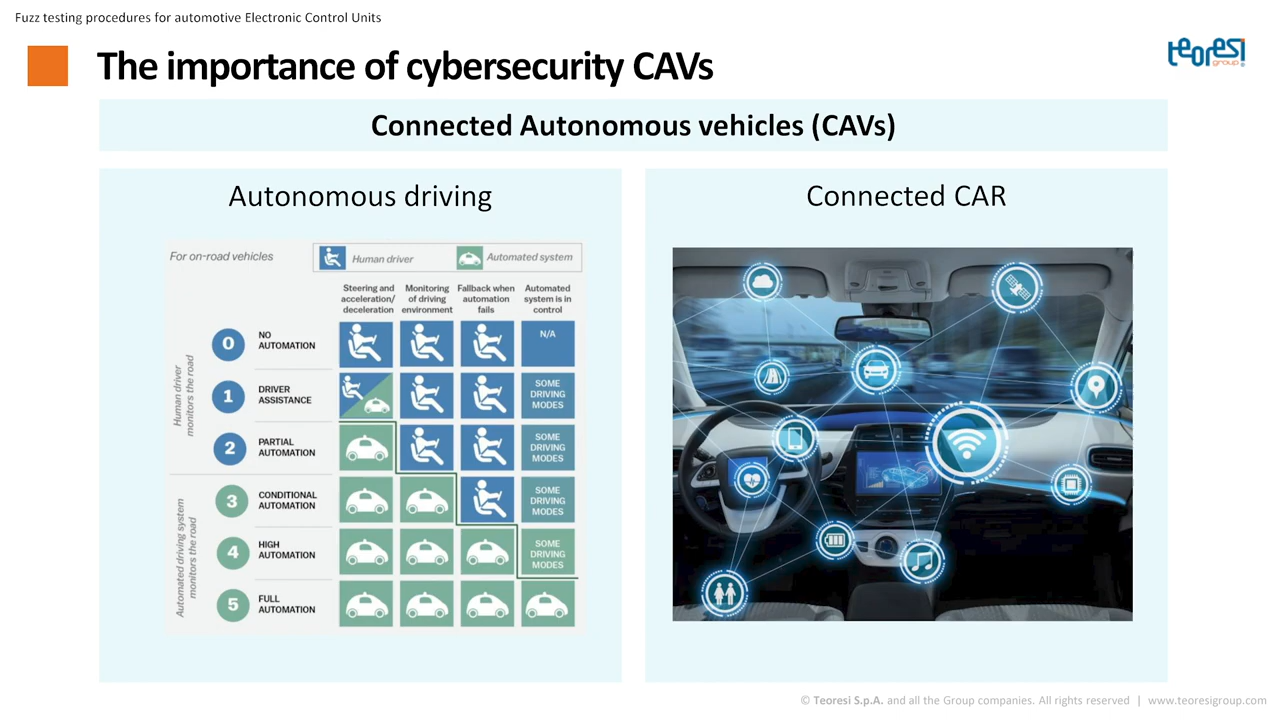 Fuzz testing procedures for automotive Electronic Control Units
The importance of cybersecurity CAVs
teoresi
group
Connected Autonomous vehicles (CAVs)
Autonomous driving
For on-road vehicles
Human driver
Automated system
Steering and
acceleration/
deceleration
Monitoring
of driving
environment
Fallback when
automation
fails
Automated
system is in
control
Human driver
monitors the road
0
NO
AUTOMATION
N/A
1
DRIVER
ASSISTANCE
SOME
DRIVING
MODES
2
PARTIAL
AUTOMATION
SOME
DRIVING
MODES
Automated driving system
monitors the road
3
CONDITIONAL
AUTOMATION
SOME
DRIVING
MODES
4
HIGH
AUTOMATION
SOME
DRIVING
MODES
5
FULL
AUTOMATION
Connected CAR
© Teoresi S.p.A. and all the Group companies. All rights reserved | www.teoresigroup.com